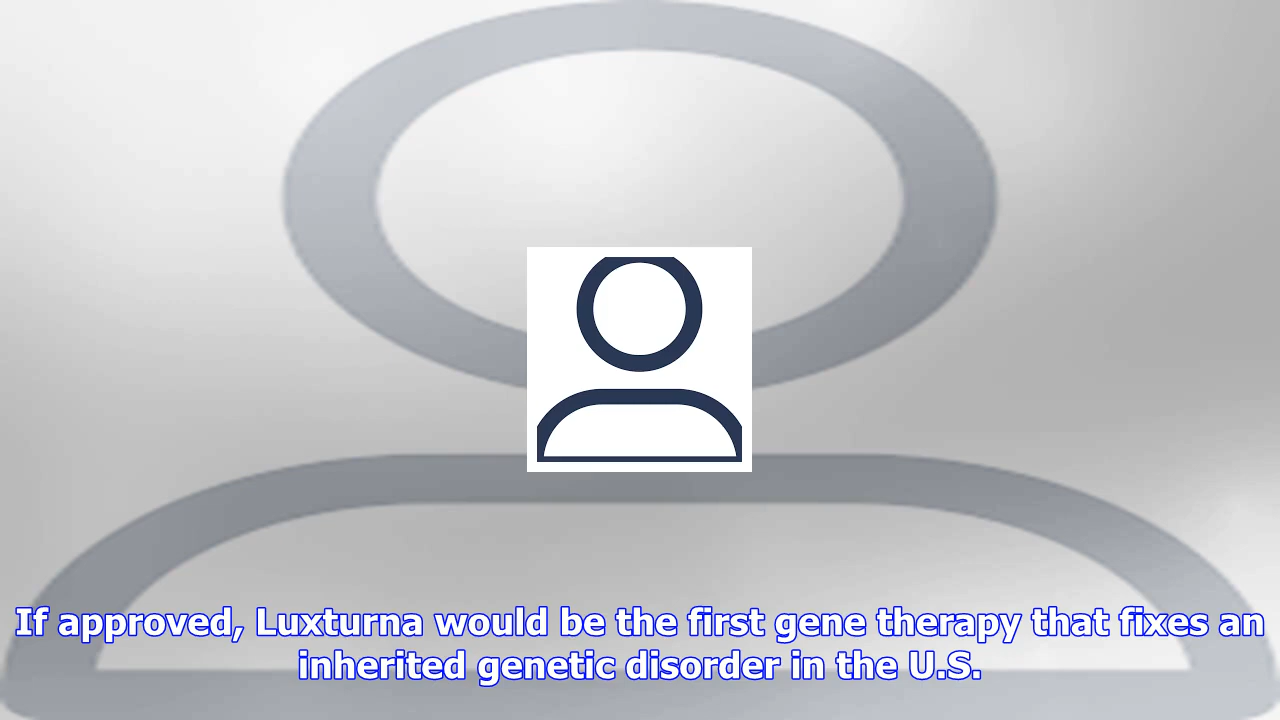 If approved, Luxturna would be the first gene therapy that fixes an
inherited genetic disorder in the U.S.